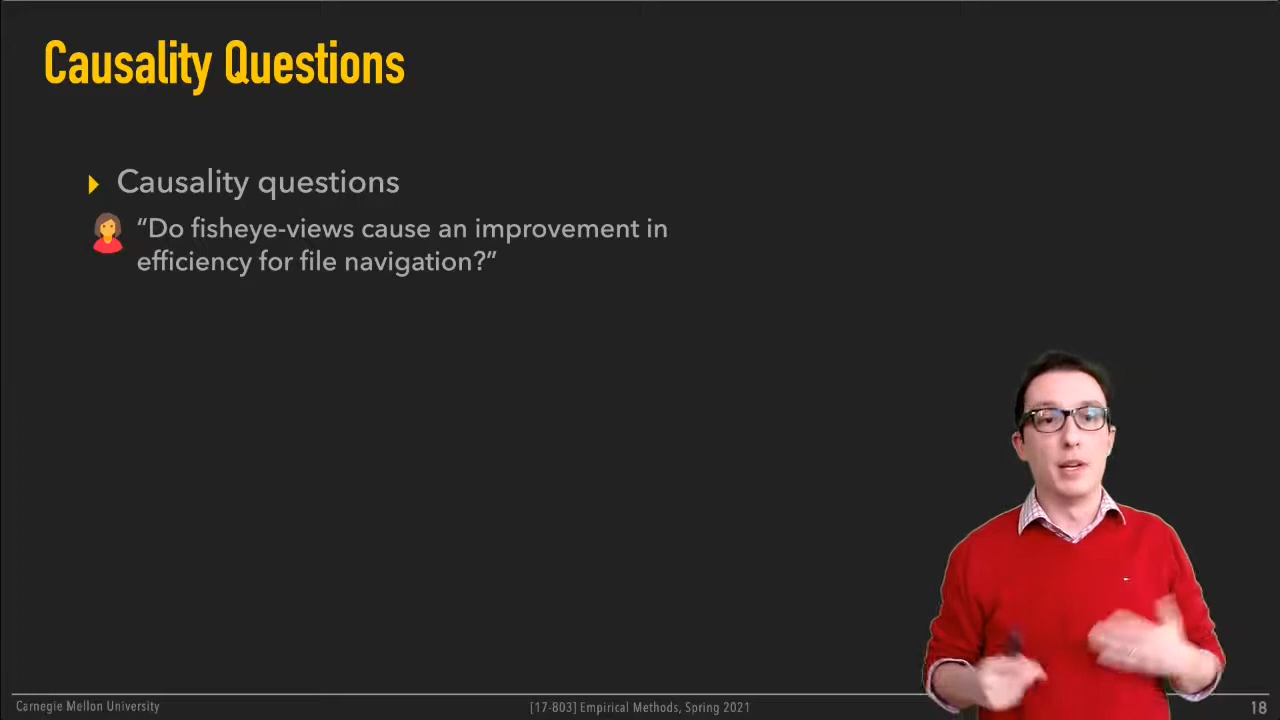 Causality Questions
Causality questions
“Do fisheye-views cause an improvement in
efficiency for file navigation?”
Carnegie Mellon University
[17-803] Empirical Methods, Spring 2021
18